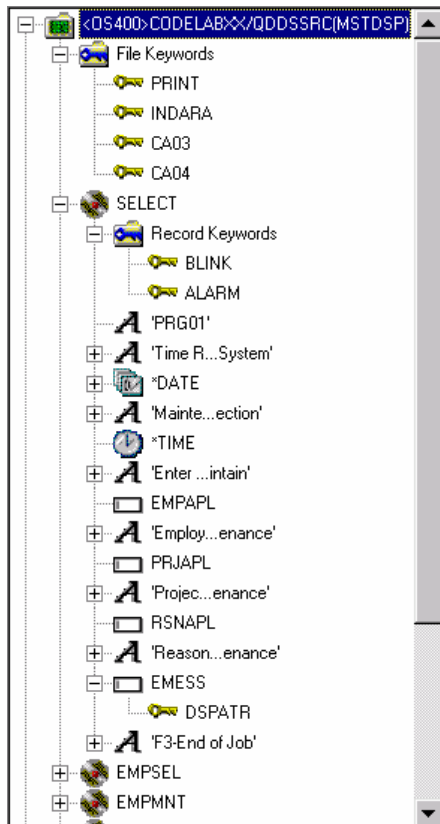 <OS400>CODELABXX/QDDSSRC(MSTDSP)
File Keywords
PRINT
INDARA
CA03
CA04
SELECT
Record Keywords
BLINK
ALARM
'PRG01'
'Time R...System'
*DATE
'Mainte...ection'
*TIME
'Enter ...intain'
EMPAPL
'Employ...enance'
PRJAPL
'Projec...enance'
RSNAPL
'Reason...enance'
EMESS
DSPATR
'F3-End of Job'
EMPSEL
EMPMNT